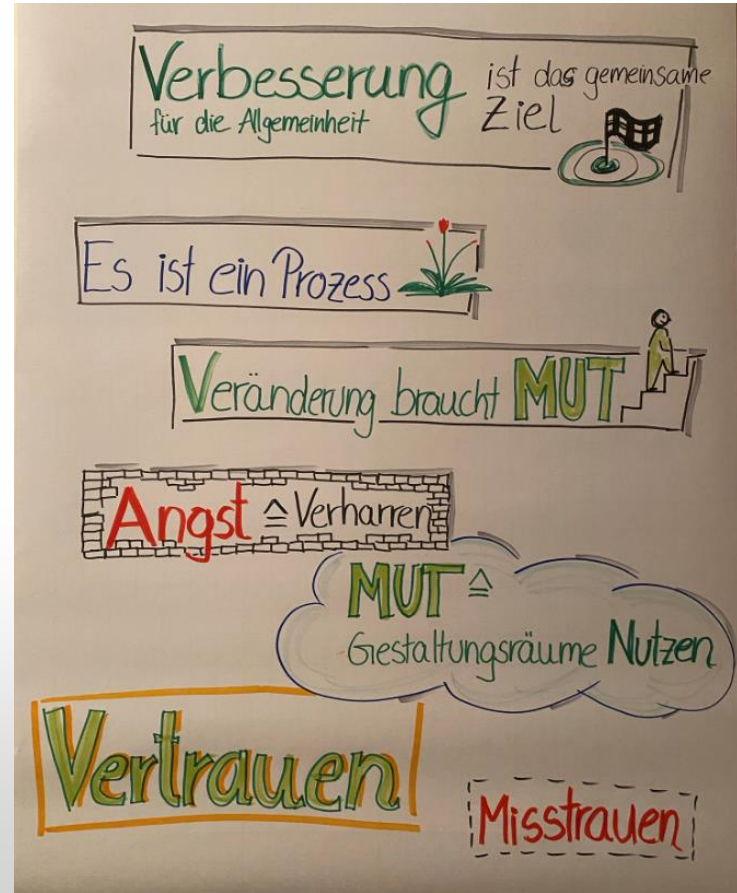 Verbesserung ist das gemeinsame
für die Allgemeinheit Ziel
Es ist ein Prozess
Veränderung braucht MUT
Angst ≙ Verharren
MUT ≙
Gestaltungsräume Nutzen
Vertrauen
Misstrauen